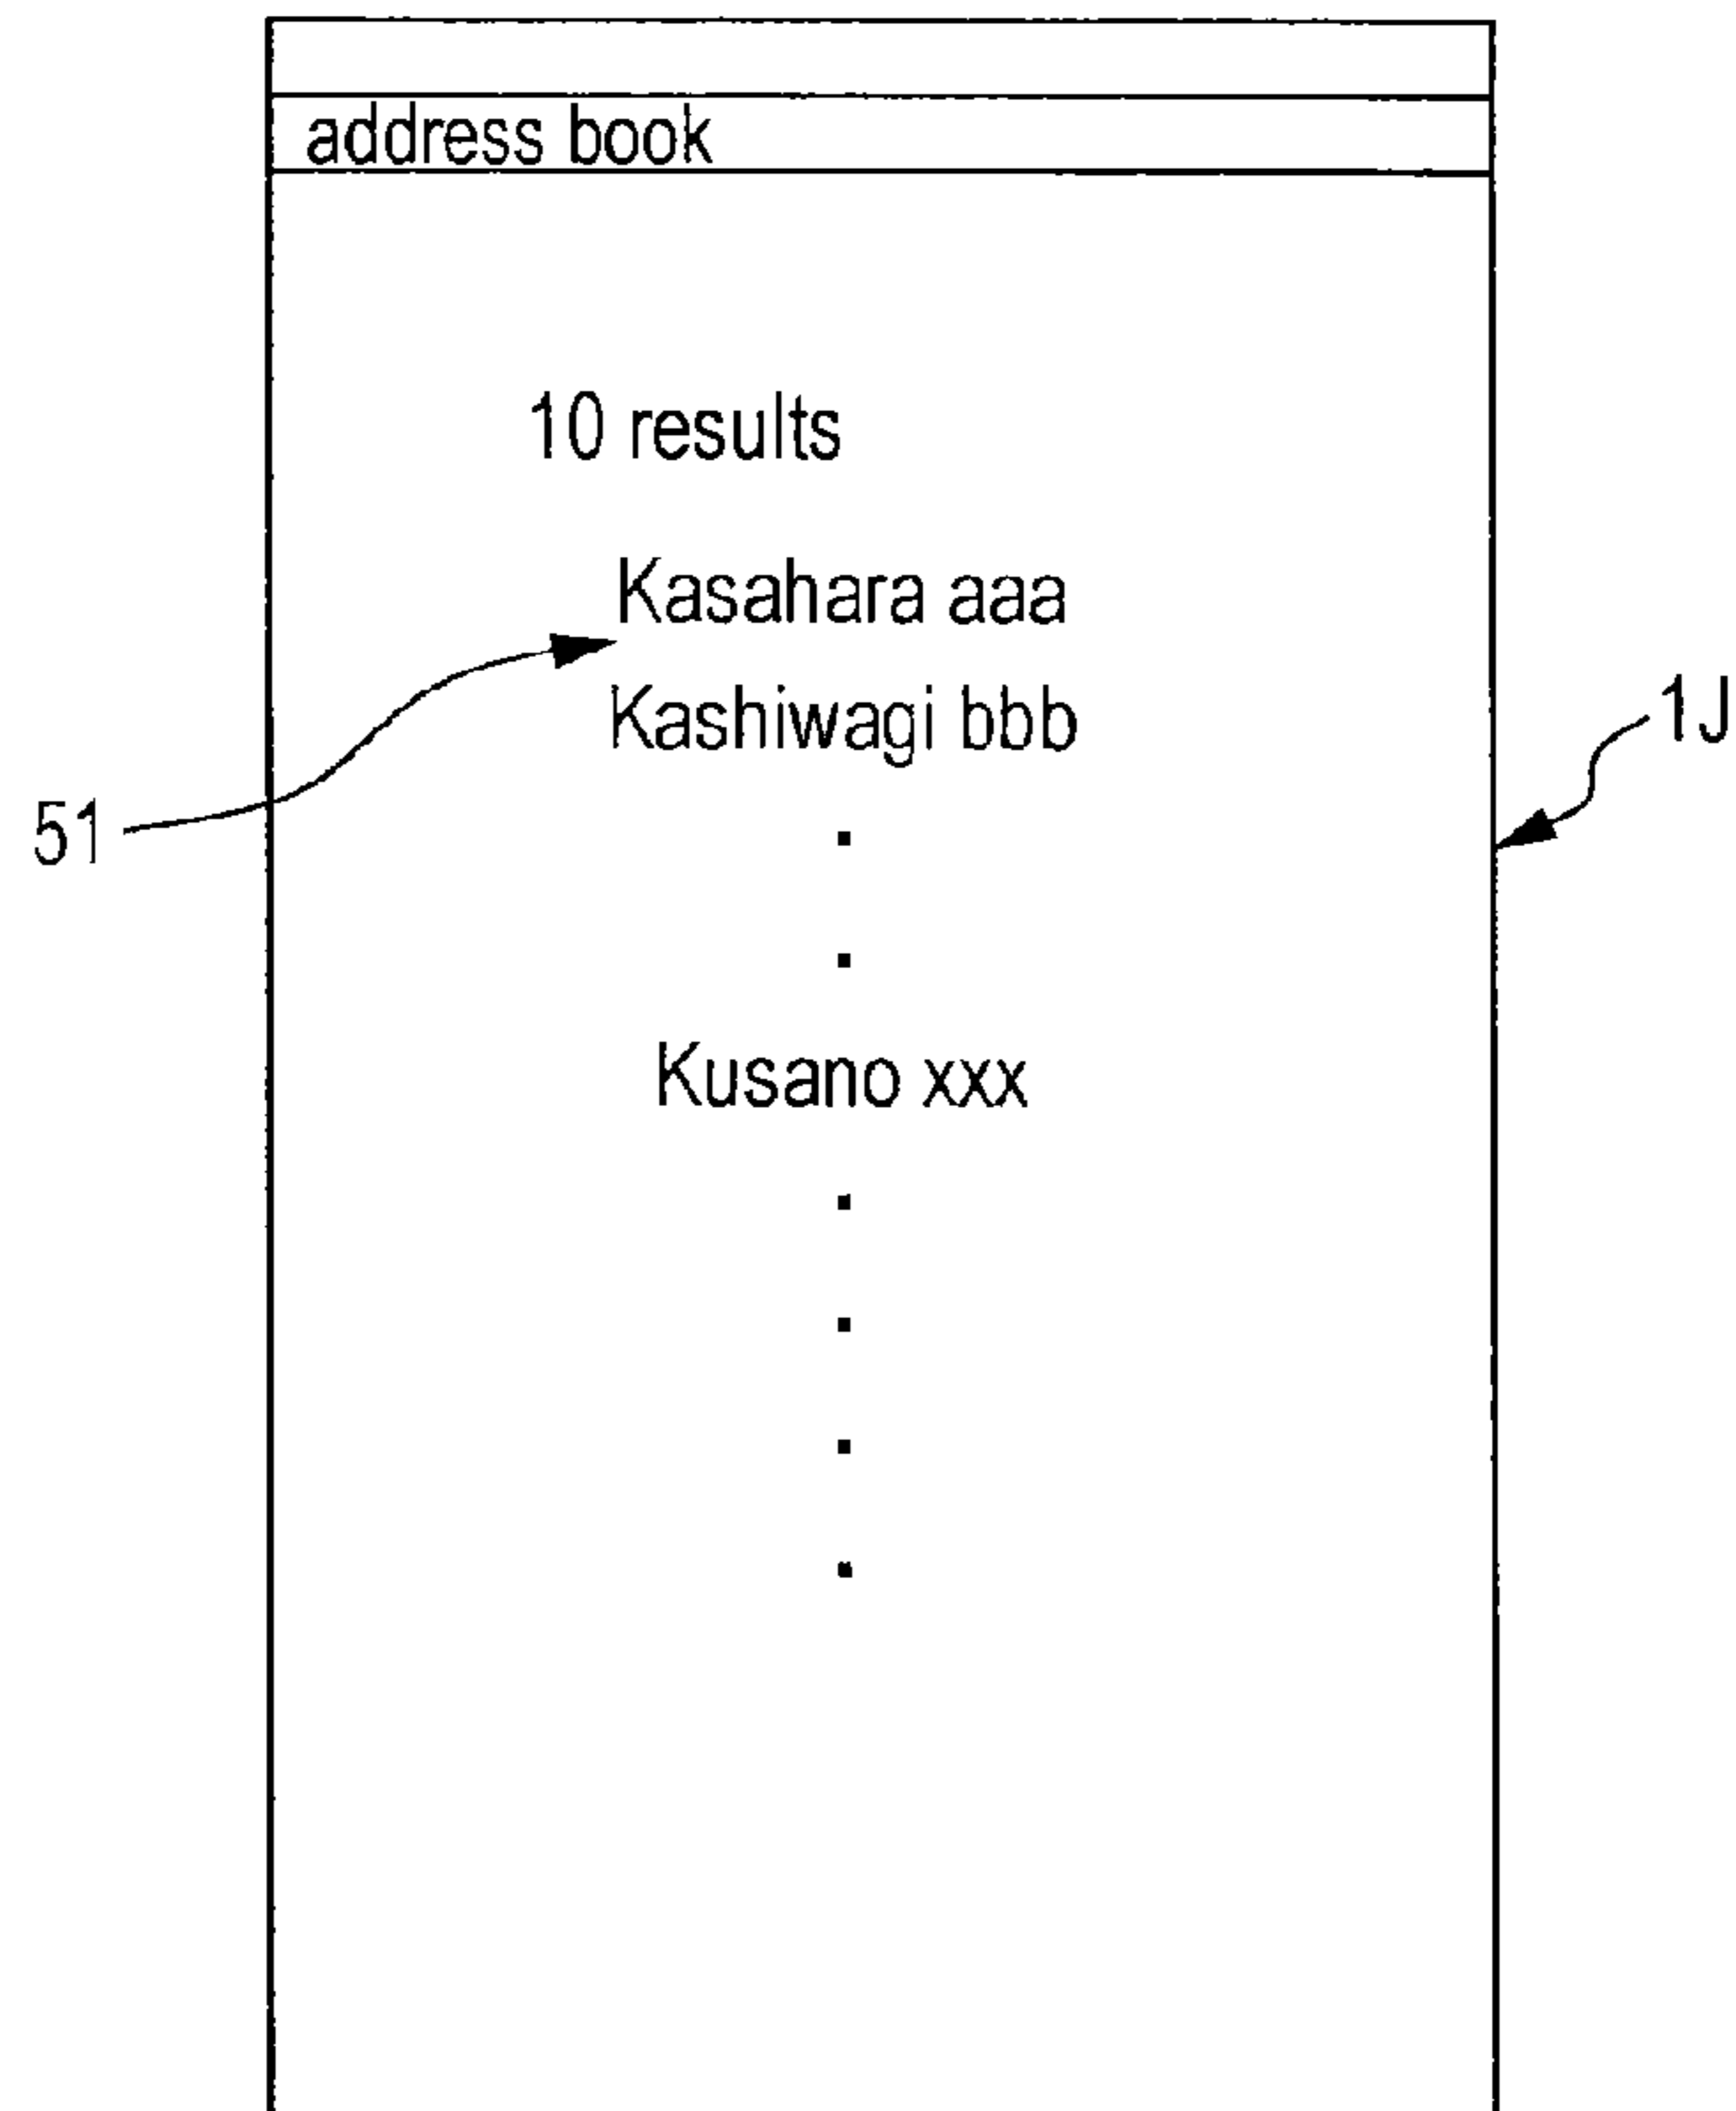 address book
10 results
Kasahara aaa
Kashiwagi bbb
1J
51
.
.
Kusano xxx
.
.
.
.